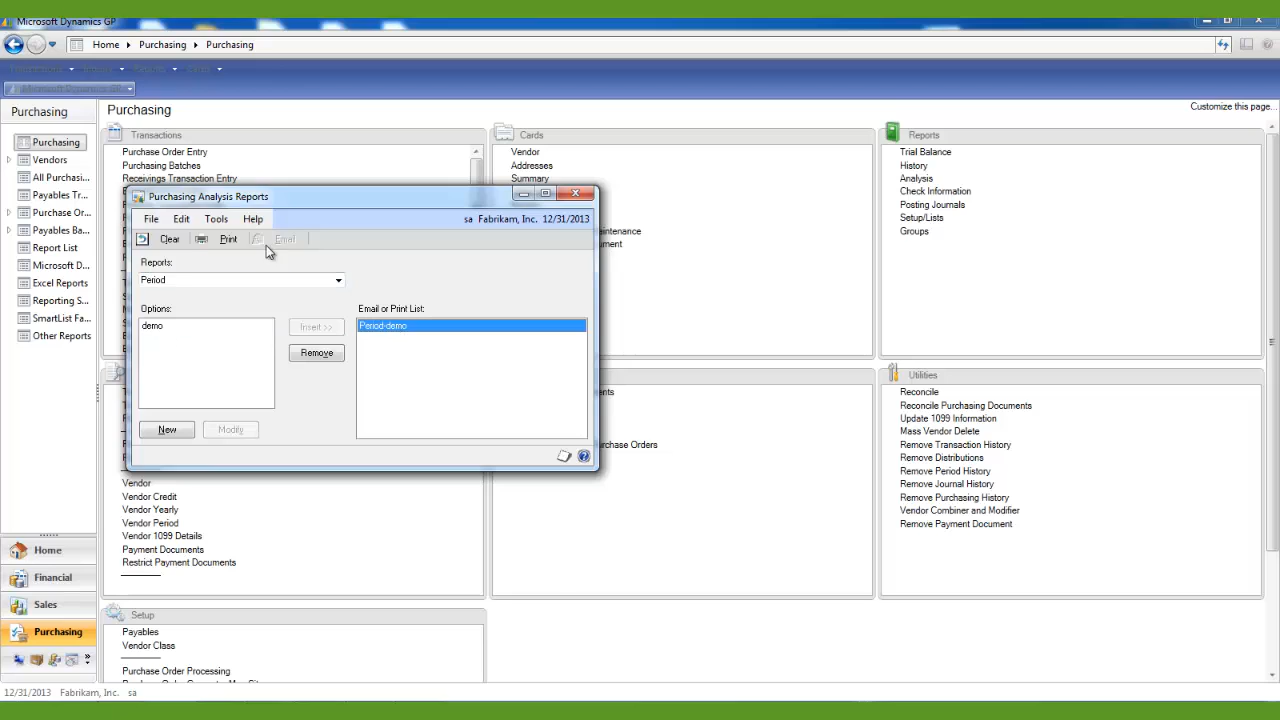 Microsoft Dynamics GP
Home Purchasing Purchasing
Microsoft Dynamics GP
Purchasing
Purchasing
Customize this page...
Purchasing
Vendors
All Purchasi...
Payables Tr...
Purchase Or...
Payables Ba...
Report List
Microsoft D...
Excel Reports
Reporting S...
SmartList Fa...
Other Reports
Home
Financial
Sales
Purchasing
Transactions
Purchase Order Entry
Purchasing Batches
Receivings Transaction Entry
Purchasing Analysis Reports
File Edit Tools Help
sa Fabrikam, Inc. 12/31/2013
Clear Print Email
Reports:
Period
Options:
demo
Insert >>
Remove
Email or Print List:
Period-demo
New Modify
Vendor
Vendor Credit
Vendor Yearly
Vendor Period
Vendor 1099 Details
Payment Documents
Restrict Payment Documents
Setup
Payables
Vendor Class
Purchase Order Processing
Cards
Vendor
Addresses
Summary
Reports
Trial Balance
History
Analysis
Check Information
Posting Journals
Setup/Lists
Groups
Utilities
Reconcile
Reconcile Purchasing Documents
Update 1099 Information
Mass Vendor Delete
Remove Transaction History
Remove Distributions
Remove Period History
Remove Journal History
Remove Purchasing History
Vendor Combiner and Modifier
Remove Payment Document
12/31/2013 Fabrikam, Inc. sa